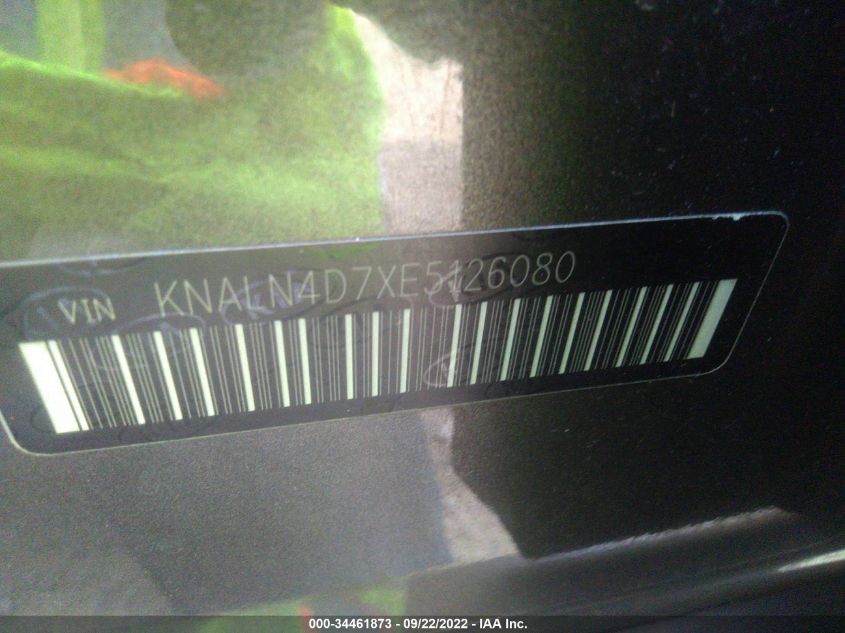 VIN KNALN4D7XE5126080
000-34461873 - 09/22/2022 - IAA Inc.